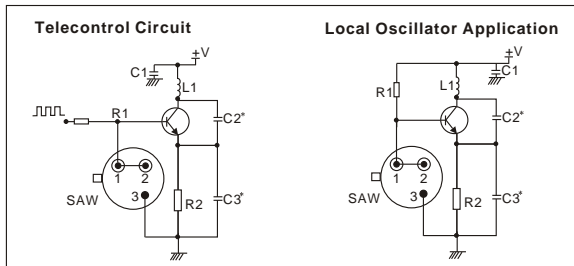 Telecontrol Circuit
+V
C1
L1
R1
C2*
1 2
3
SAW
R2
C3*
Local Oscillator Application
+V
C1
R1
L1
C2*
1 2
3
SAW
R2
C3*